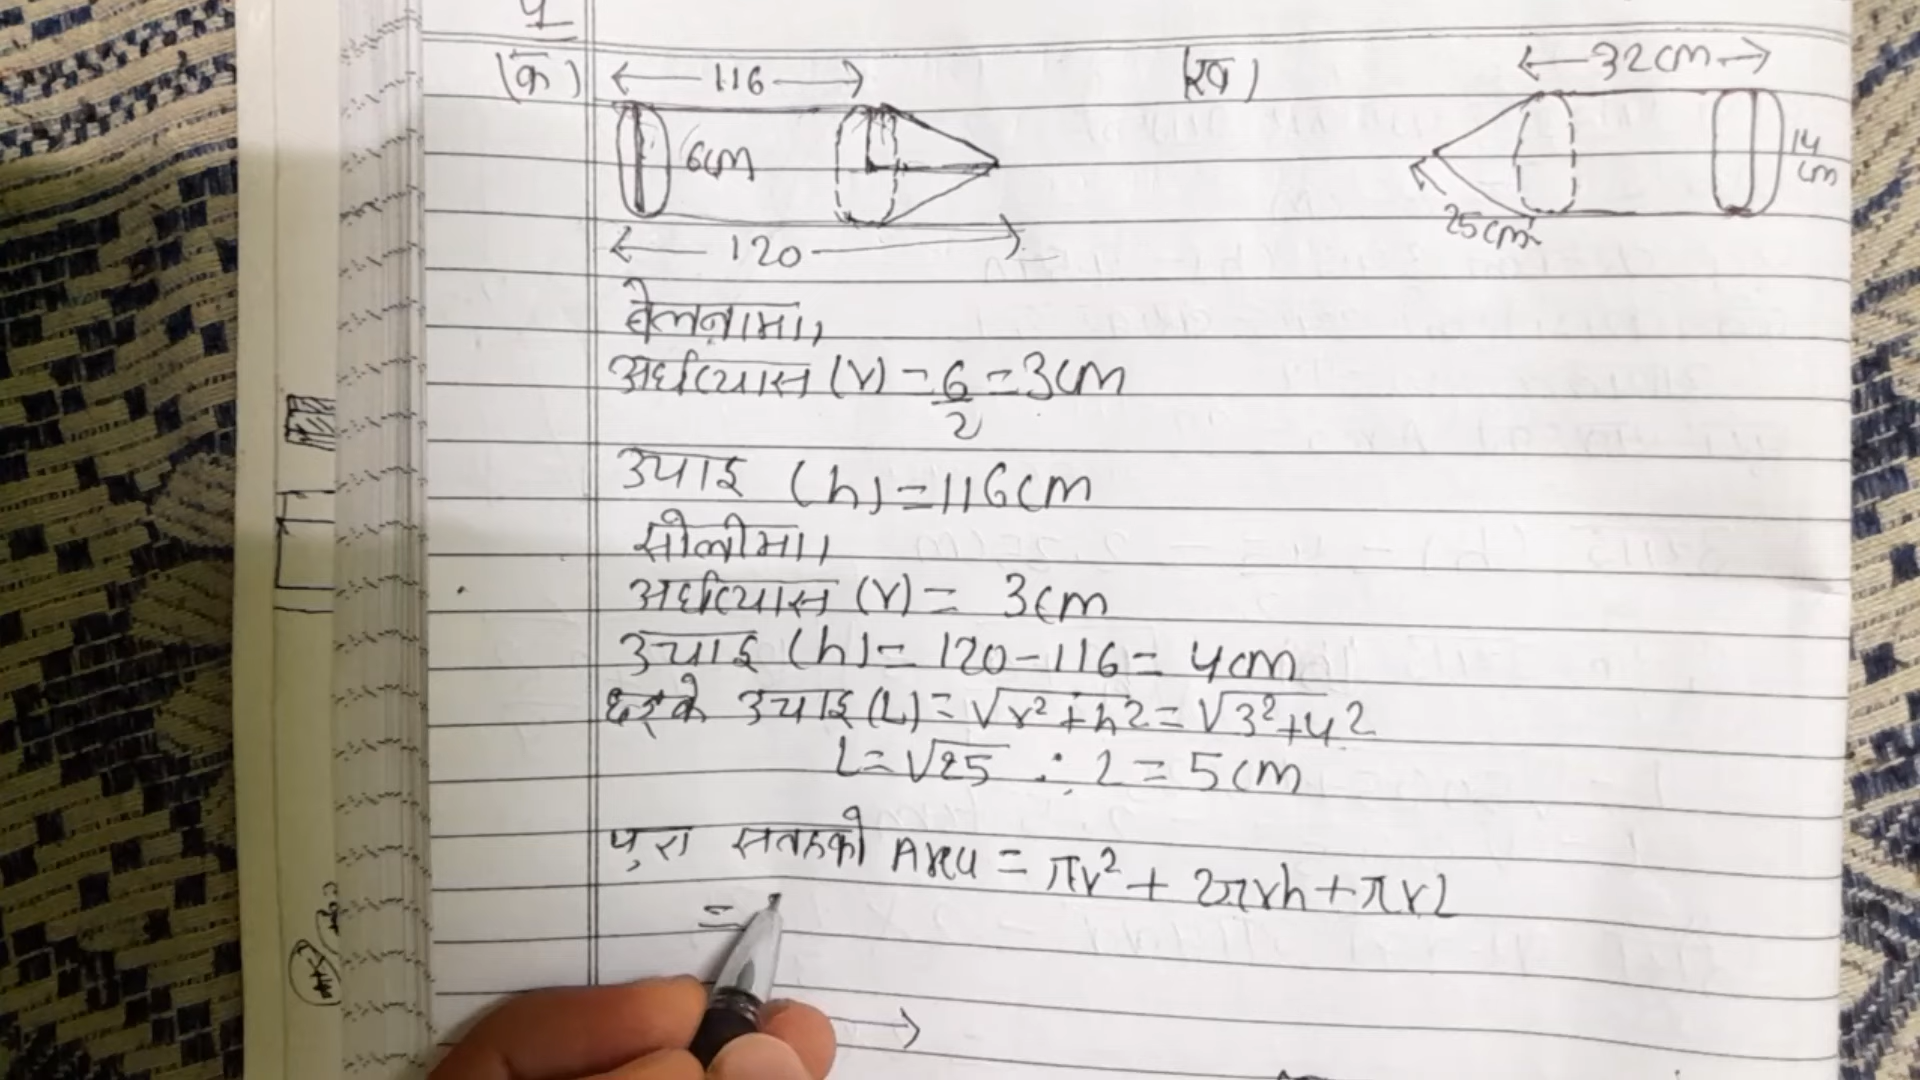 ५
(क) 116 6cm 120
(ख) 32cm 14 cm 25cm
बेलनामा,
अर्धव्यास (r) = 6/2 = 3cm
उचाइ (h) = 116cm
सोलीमा,
अर्धव्यास (r) = 3cm
उचाइ (h) = 120-116 = 4cm
उचाइ (L) = √r²+h2 = √3²+42
L = √25 ∴ L = 5cm
पुरा सतहको Area = πr² + 2πrh + πrl
=